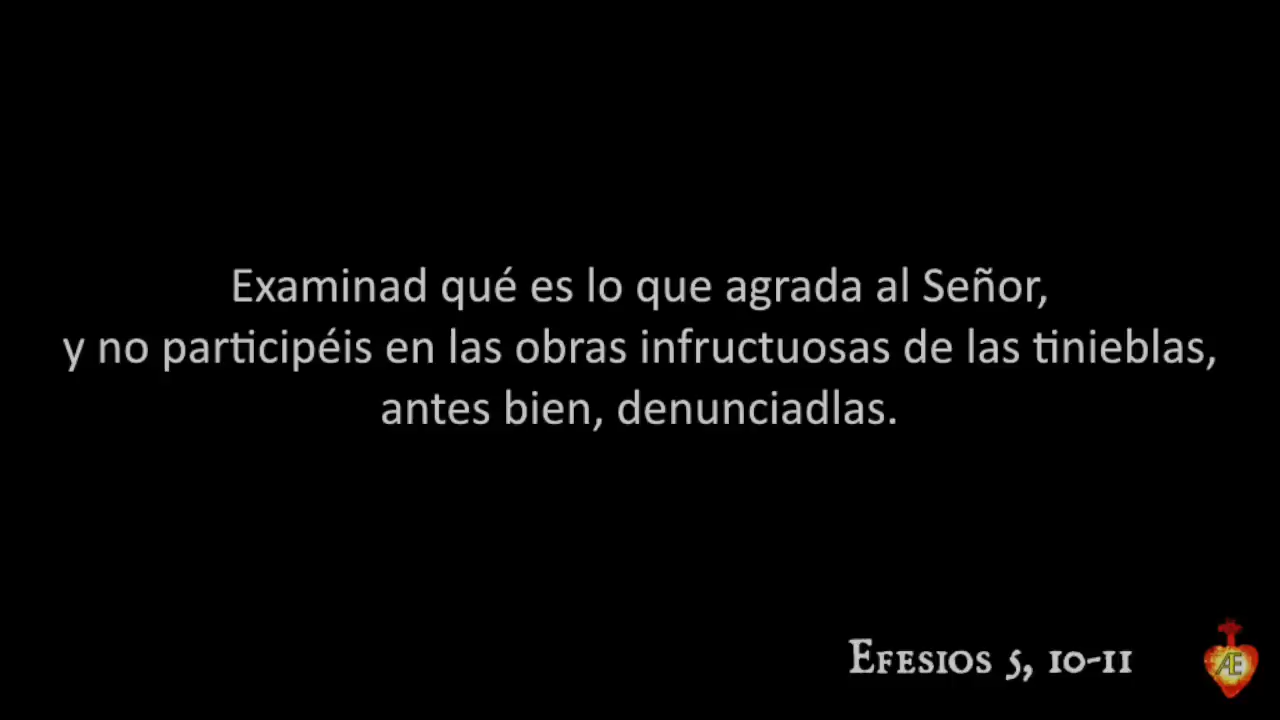 Examinad qué es lo que agrada al Señor,
y no participéis en las obras infructuosas de las tinieblas,
antes bien, denunciadlas.
Efesios 5, 10-11
Æ